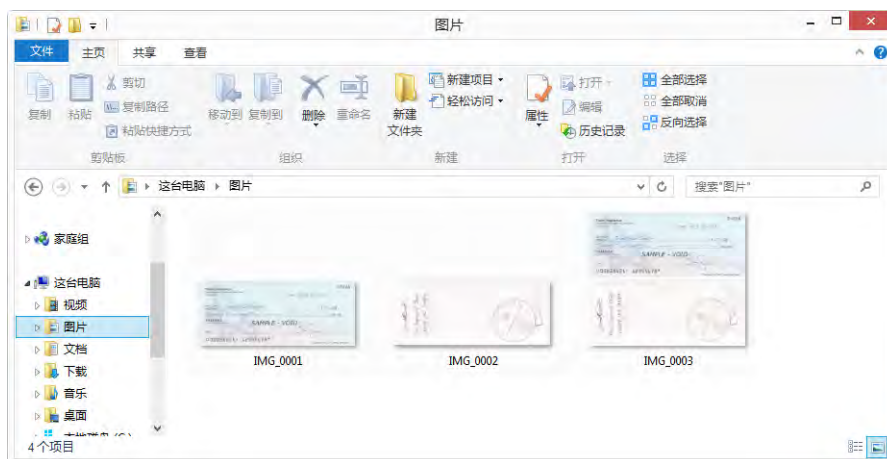 图片
文件 主页 共享 查看
复制
粘贴
剪切
复制路径
粘贴快捷方式
剪贴板
移动到
复制到
删除
重命名
组织
新建
文件夹
新建项目
轻松访问
新建
属性
打开
编辑
历史记录
打开
全部选择
全部取消
反向选择
选择
这台电脑 图片
搜索"图片"
家庭组
这台电脑
视频
图片
文档
下载
音乐
桌面
SAMPLE - VOID
SAMPLE - VOID
IMG_0001
IMG_0002
IMG_0003
4 个项目